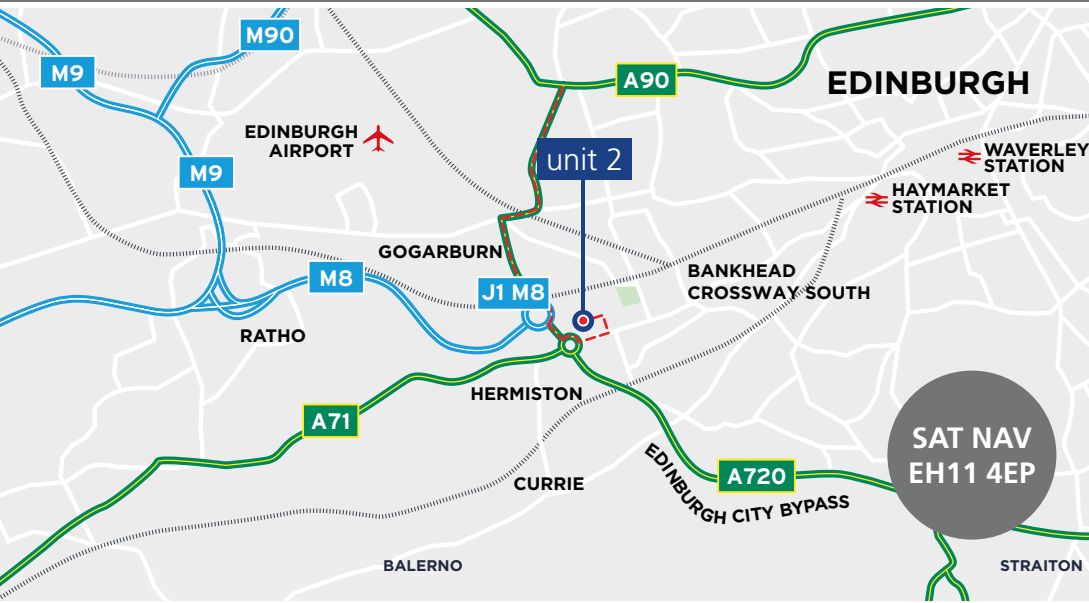 M90
M9
A90
EDINBURGH
EDINBURGH
AIRPORT
unit 2
WAVERLEY
STATION
M9
HAYMARKET
STATION
GOGARBURN
M8
J1 M8
BANKHEAD
CROSSWAY SOUTH
RATHO
HERMISTON
A71
SAT NAV
EH11 4EP
A720
CURRIE
EDINBURGH CITY BYPASS
BALERNO
STRAITON